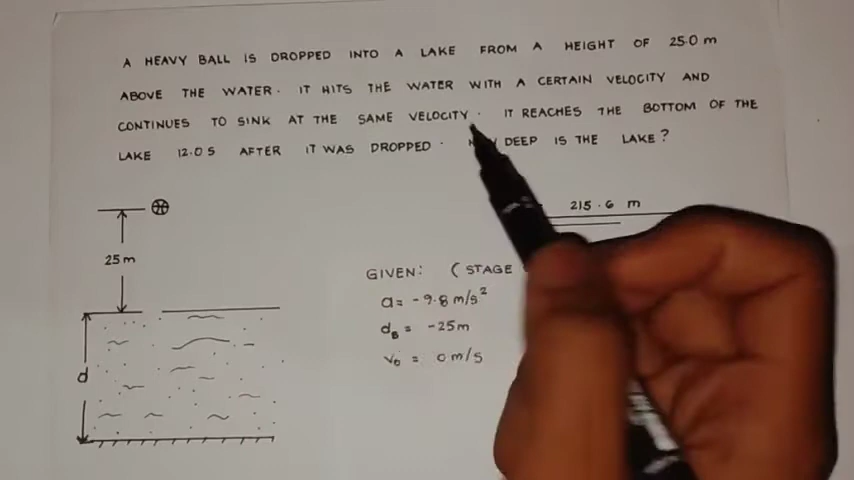 A HEAVY BALL IS DROPPED INTO A LAKE FROM A HEIGHT OF 25.0 m
ABOVE THE WATER. IT HITS THE WATER WITH A CERTAIN VELOCITY AND
CONTINUES TO SINK AT THE SAME VELOCITY. IT REACHES THE BOTTOM OF THE
LAKE 12.0 S AFTER IT WAS DROPPED. DEEP IS THE LAKE?
215.6 m
25 m
d
GIVEN: (STAGE
a = -9.8 m/s²
d_B = -25m
v₀ = 0 m/s